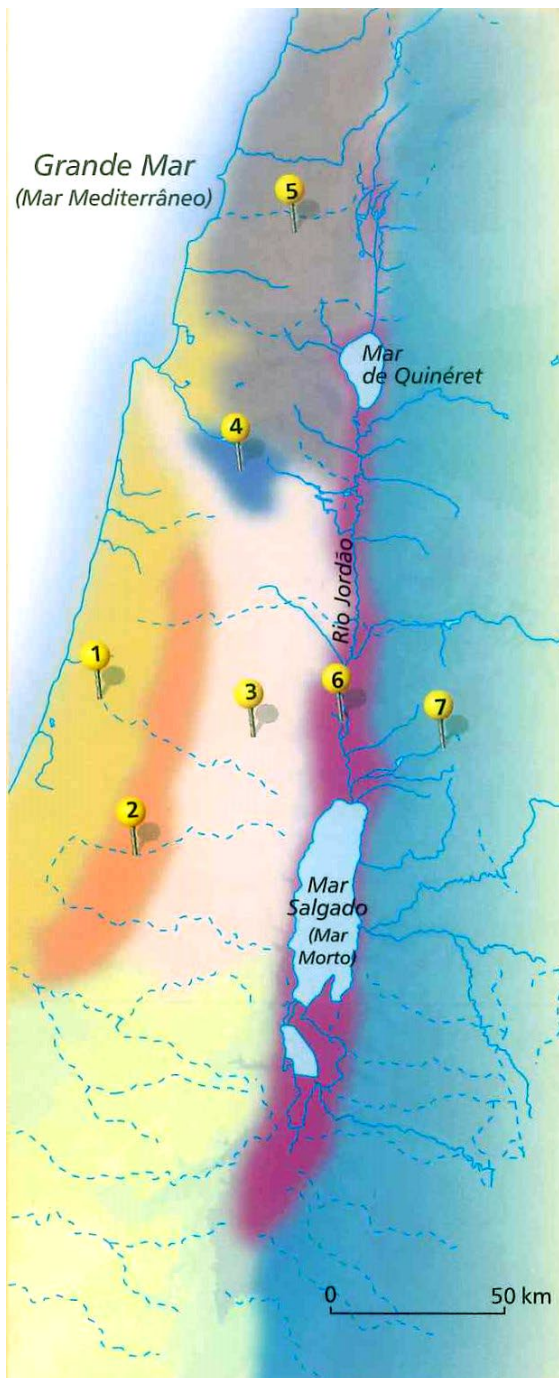 Grande Mar
(Mar Mediterrâneo)
5
Mar
de Quinéret
4
Rio Jordão
1
3
6
7
2
Mar
Salgado
(Mar
Morto)
0 50 km